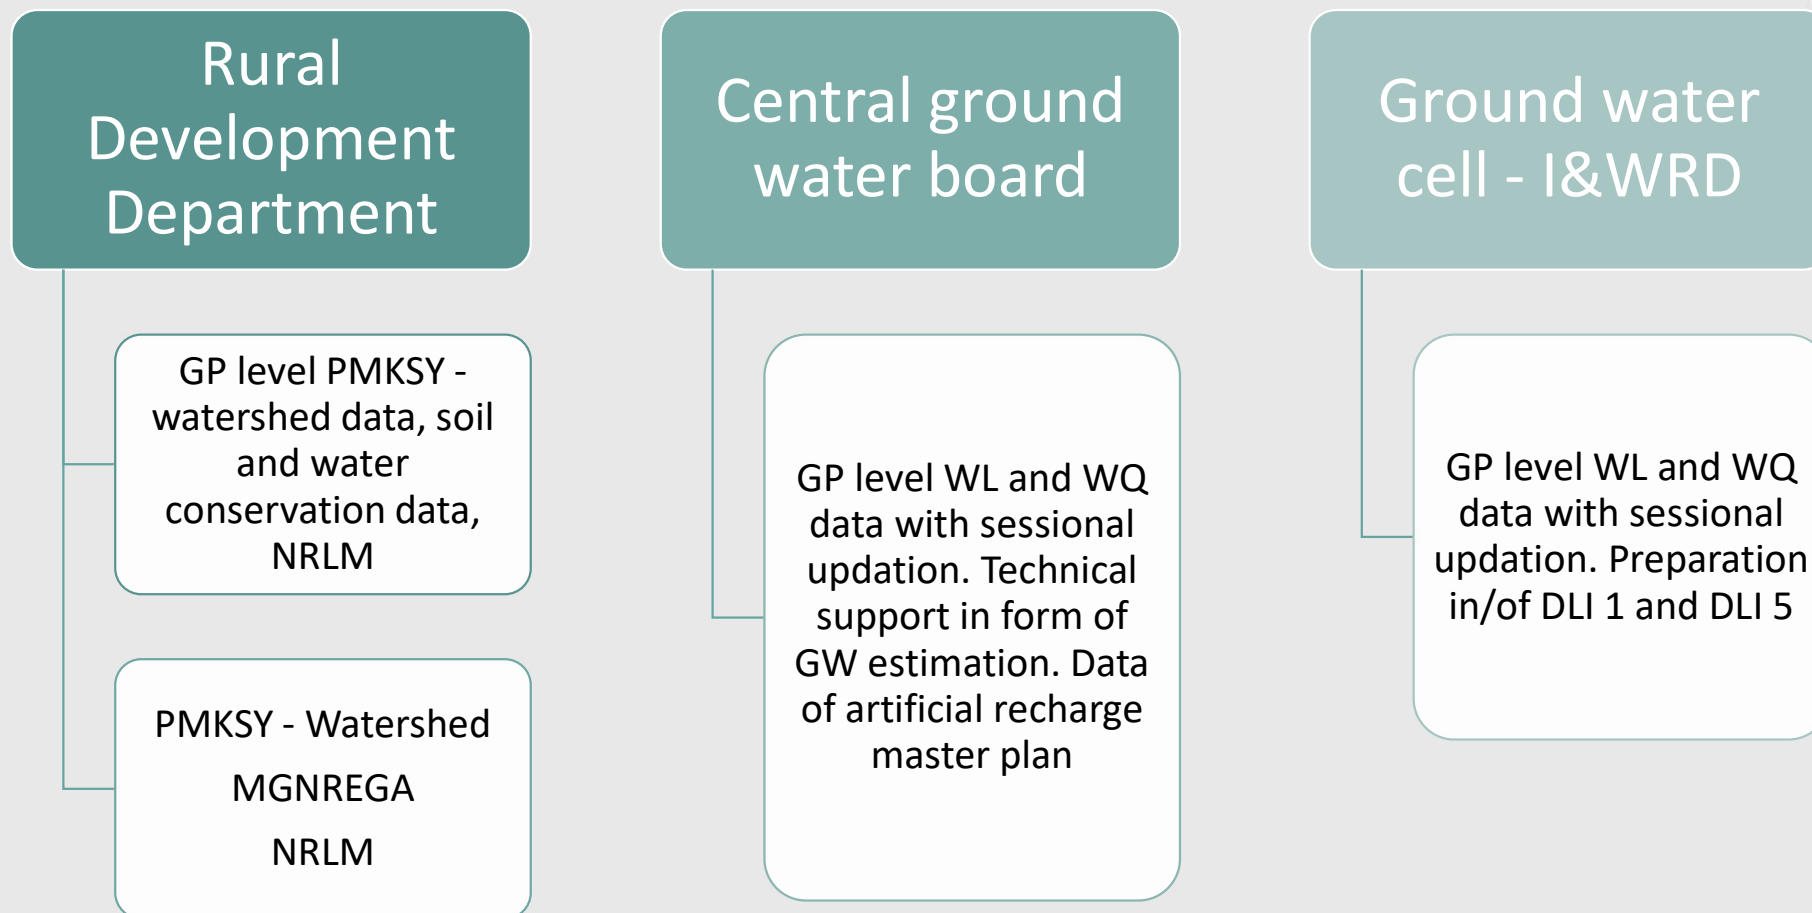 Rural
Development
Department
GP level PMKSY -
watershed data, soil
and water
conservation data,
NRLM
PMKSY - Watershed
MGNREGA
NRLM
Central ground
water board
GP level WL and WQ
data with sessional
updation. Technical
support in form of
GW estimation. Data
of artificial recharge
master plan
Ground water
cell - I&WRD
GP level WL and WQ
data with sessional
updation. Preparation
in/of DLI 1 and DLI 5